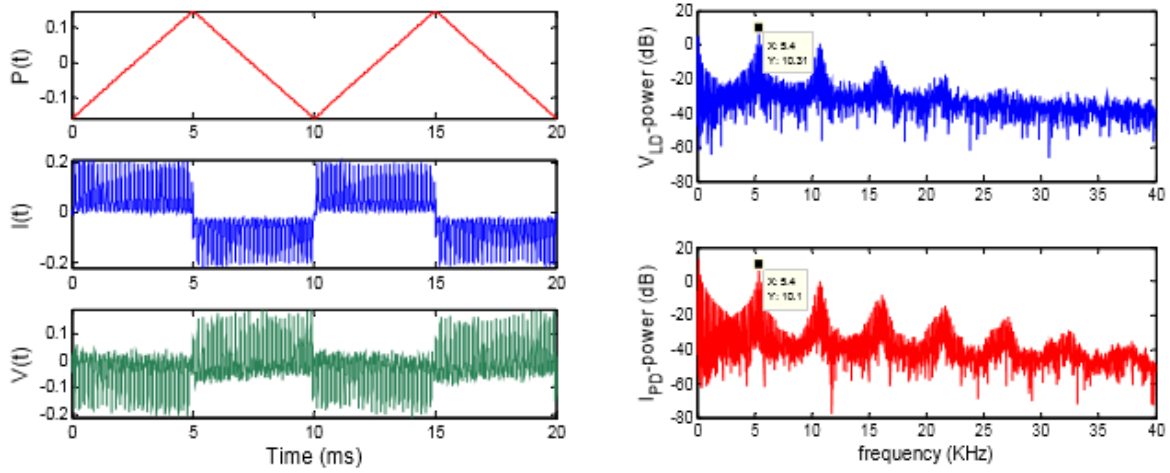 P(t)
0.1
0
-0.1
0 5 10 15 20
I(t)
0.2
0
-0.2
0 5 10 15 20
V(t)
0.1
0
-0.1
-0.2
0 5 10 15 20
Time (ms)
V_LD-power (dB)
20
0
-20
-40
-60
-80
X: 5.4
Y: 10.31
0 5 10 15 20 25 30 35 40
I_PD-power (dB)
20
0
-20
-40
-60
-80
X: 5.4
Y: 10.1
0 5 10 15 20 25 30 35 40
frequency (KHz)